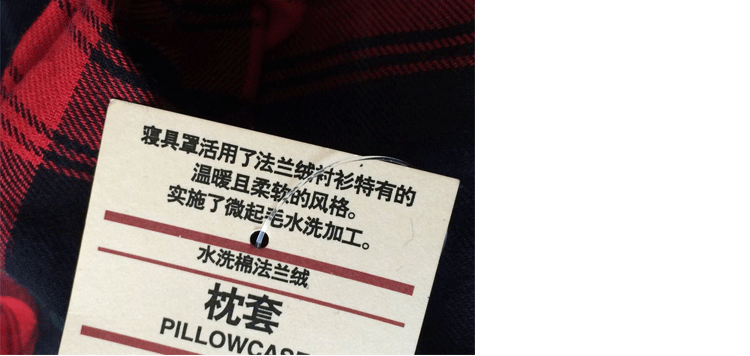 寝具罩活用了法兰绒衬衫特有的
温暖且柔软的风格。
实施了微起毛水洗加工。
水洗棉法兰绒
枕套
PILLOWCASE